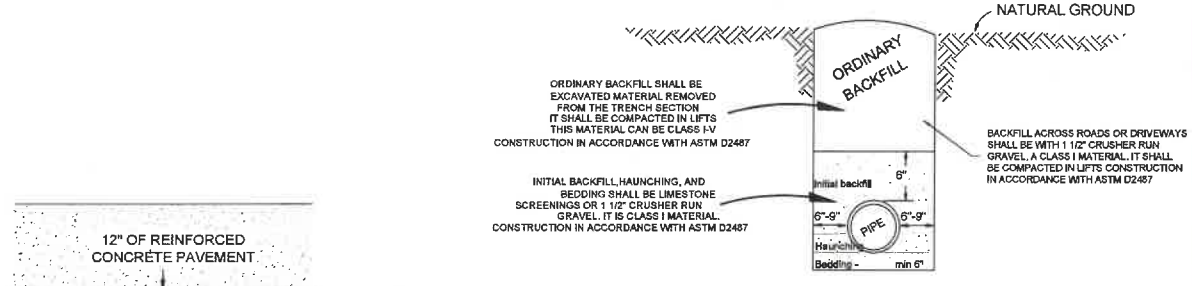 NATURAL GROUND
ORDINARY
BACKFILL
ORDINARY BACKFILL SHALL BE
EXCAVATED MATERIAL REMOVED
FROM THE TRENCH SECTION
IT SHALL BE COMPACTED IN LIFTS
THIS MATERIAL CAN BE CLASS I-V
CONSTRUCTION IN ACCORDANCE WITH ASTM D2487
BACKFILL ACROSS ROADS OR DRIVEWAYS
SHALL BE WITH 1 1/2" CRUSHER RUN
GRAVEL, A CLASS I MATERIAL. IT SHALL
BE COMPACTED IN LIFTS CONSTRUCTION
IN ACCORDANCE WITH ASTM D2487
INITIAL BACKFILL,HAUNCHING, AND
BEDDING SHALL BE LIMESTONE
SCREENINGS OR 1 1/2" CRUSHER RUN
GRAVEL. IT IS CLASS I MATERIAL.
CONSTRUCTION IN ACCORDANCE WITH ASTM D2487
6"
Initial backfill
6"-9" PIPE 6"-9"
Haunching
Bedding - min 6"
12" OF REINFORCED
CONCRETE PAVEMENT